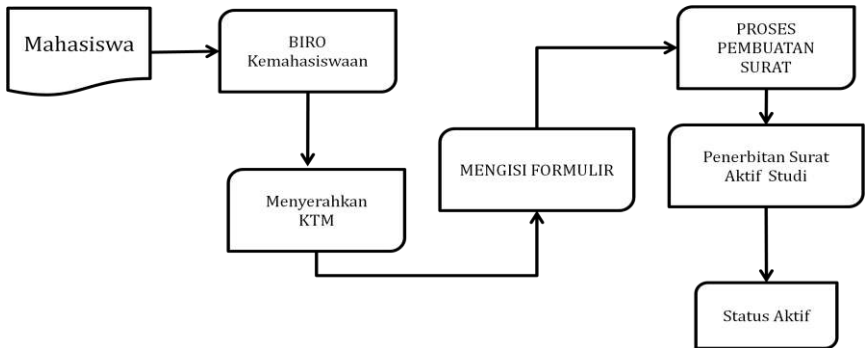 Mahasiswa
BIRO
Kemahasiswaan
Menyerahkan
KTM
MENGISI FORMULIR
PROSES
PEMBUATAN
SURAT
Penerbitan Surat
Aktif Studi
Status Aktif